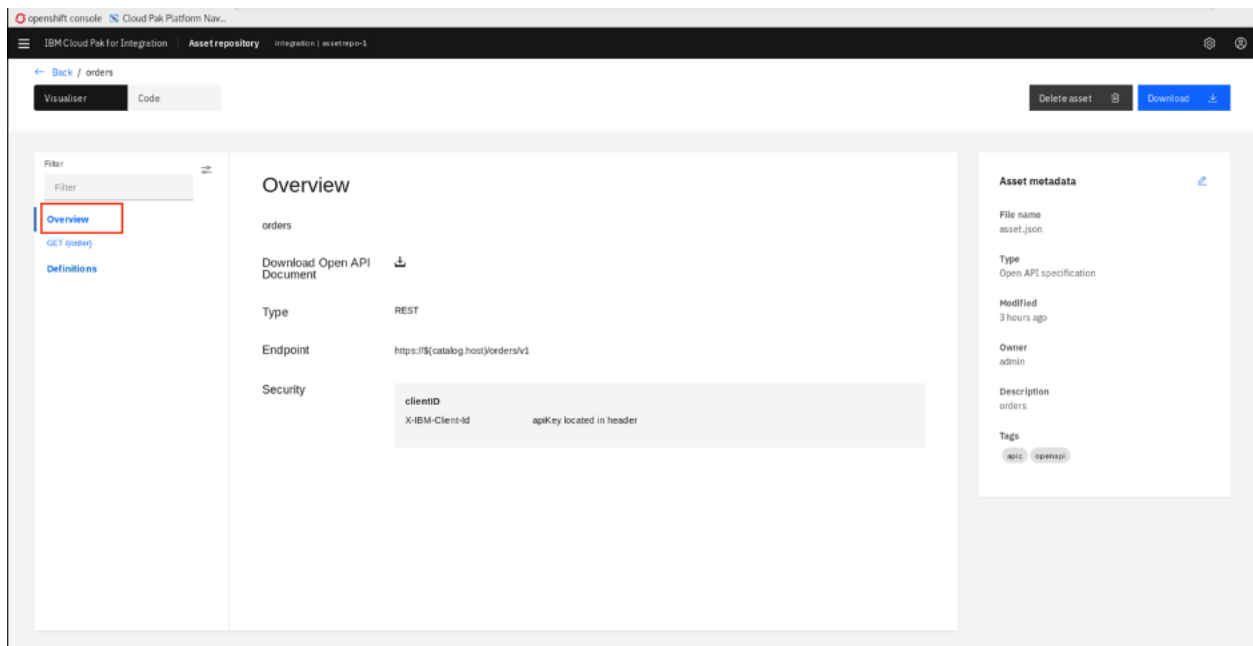 openshift console Cloud Pak Platform Nav...
IBM Cloud Pak for Integration Asset repository integration | assetrepo-1
← Back / orders
Visualiser Code
Delete asset Download
Filter
Filter
Overview
GET /{order}
Definitions
Overview
orders
Download Open API
Document
Type REST
Endpoint https://$(catalog.host)/orders/v1
Security
clientID
X-IBM-Client-Id apiKey located in header
Asset metadata
File name
asset.json
Type
Open API specification
Modified
3 hours ago
Owner
admin
Description
orders
Tags
apic openapi